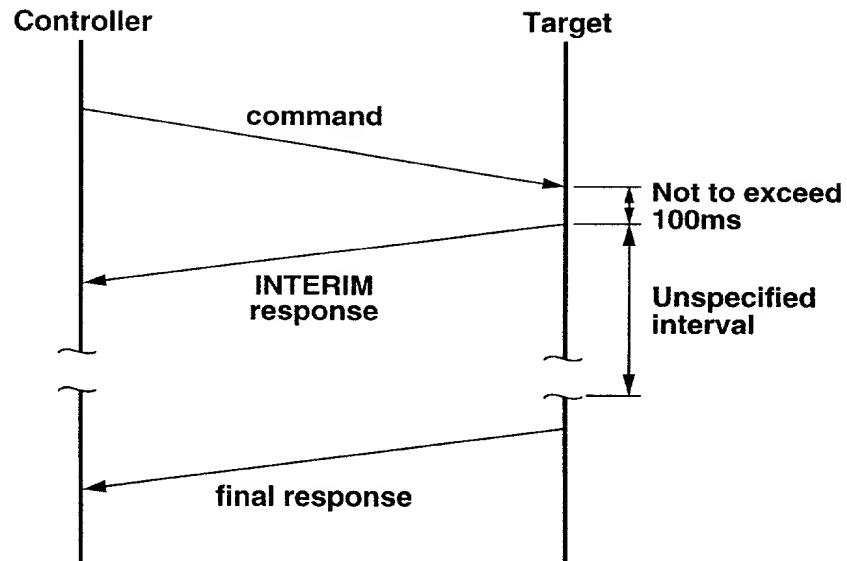 Controller
Target
command
Not to exceed
100ms
INTERIM
response
Unspecified
interval
final response